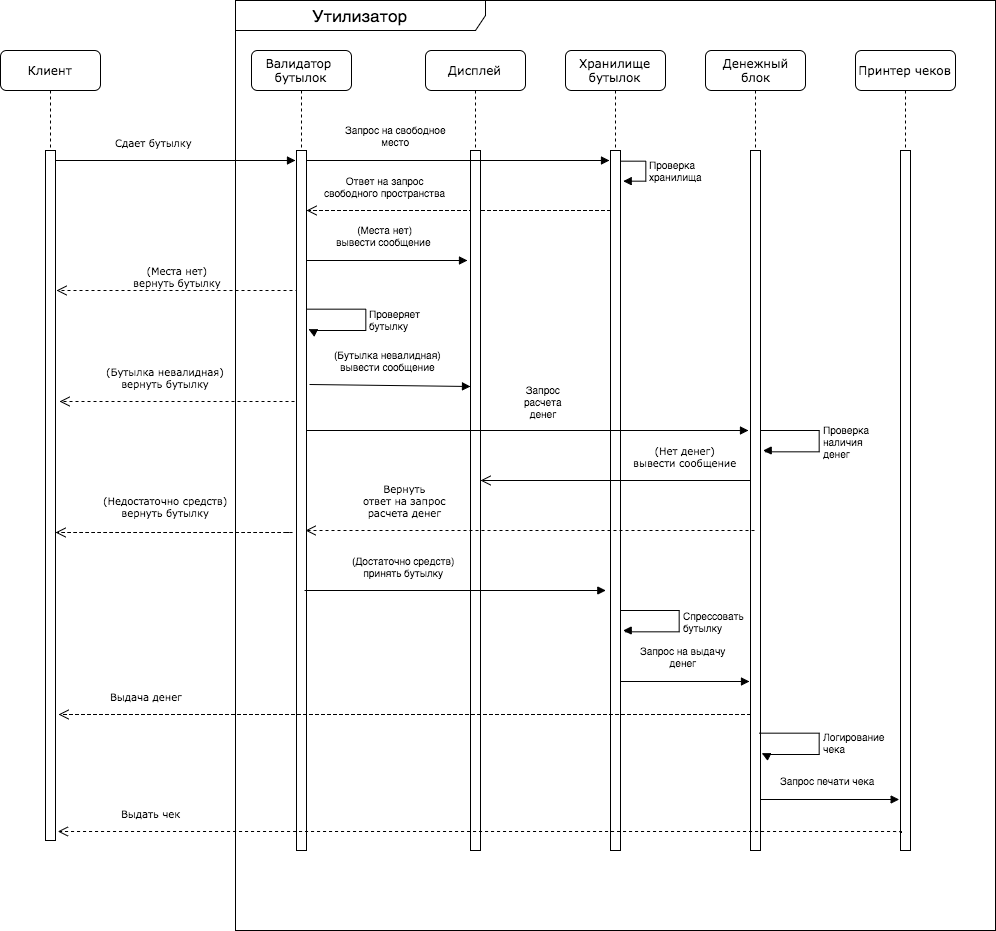 Утилизатор
Клиент
Валидатор
бутылок
Дисплей
Хранилище
бутылок
Денежный
блок
Принтер чеков
Сдает бутылку
Запрос на свободное
место
Проверка
хранилища
Ответ на запрос
свободного пространства
(Места нет)
вывести сообщение
(Места нет)
вернуть бутылку
Проверяет
бутылку
(Бутылка невалидная)
вывести сообщение
(Бутылка невалидная)
вернуть бутылку
Запрос
расчета
денег
Проверка
наличия
денег
(Нет денег)
вывести сообщение
Вернуть
ответ на запрос
расчета денег
(Недостаточно средств)
вернуть бутылку
(Достаточно средств)
принять бутылку
Спрессовать
бутылку
Запрос на выдачу
денег
Выдача денег
Логирование
чека
Запрос печати чека
Выдать чек